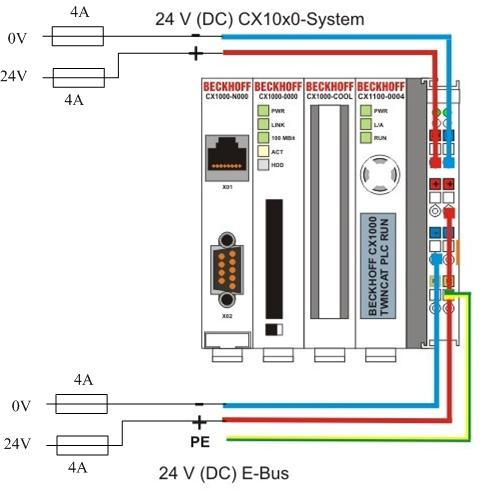 4A
24 V (DC) CX10x0-System
0V
-
24V
+
4A
BECKHOFF BECKHOFF BECKHOFF BECKHOFF
CX1000-N000 CX1000-0000 CX1000-COOL CX1100-0004
PWR PWR
LINK L/A
100 MBit RUN
ACT
HDD
X01
BECKHOFF CX1000
TWINCAT PLC RUN
X02
4A
0V
-
+
24V
PE
4A
24 V (DC) E-Bus